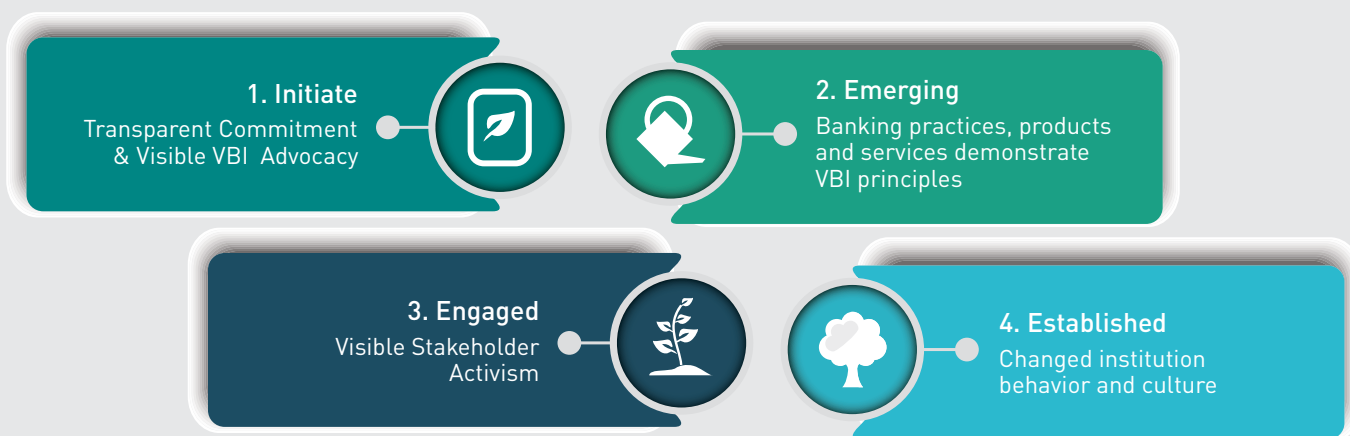 1. Initiate
Transparent Commitment
& Visible VBI Advocacy
2. Emerging
Banking practices, products
and services demonstrate
VBI principles
3. Engaged
Visible Stakeholder
Activism
4. Established
Changed institution
behavior and culture